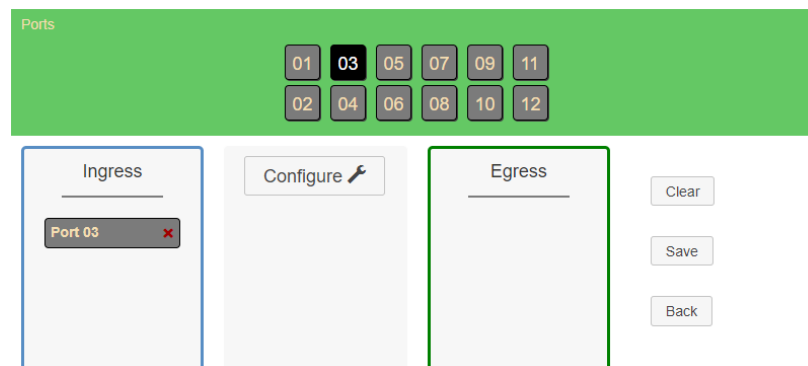 Ports
01 03 05 07 09 11
02 04 06 08 10 12
Ingress
Port 03
Configure
Egress
Clear
Save
Back